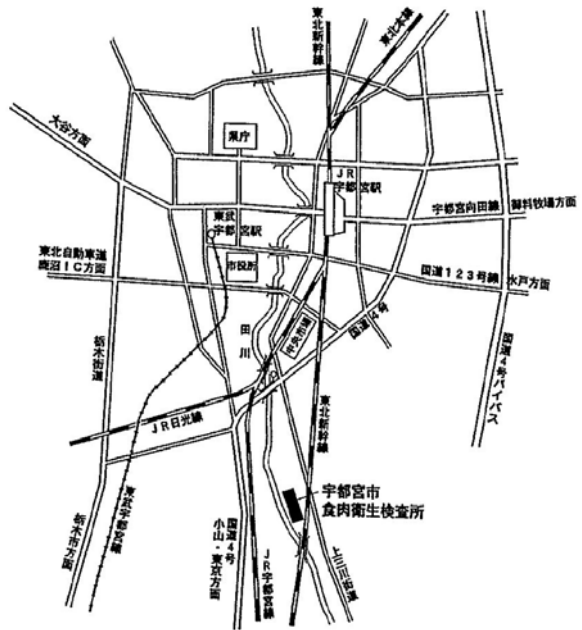 東北新幹線
東北本線
大谷方面
県庁
JR
宇都宮駅
東武
宇都宮駅
宇都宮向田線
御料牧場方面
東北自動車道
鹿沼IC方面
市役所
国道123号線
水戸方面
田川
中央市場
国道4号
栃木街道
国道4号バイパス
JR日光線
東北新幹線
宇都宮市
食肉衛生検査所
栃木市方面
東武宇都宮線
国道4号
小山・東京方面
JR宇都宮線
上三川街道